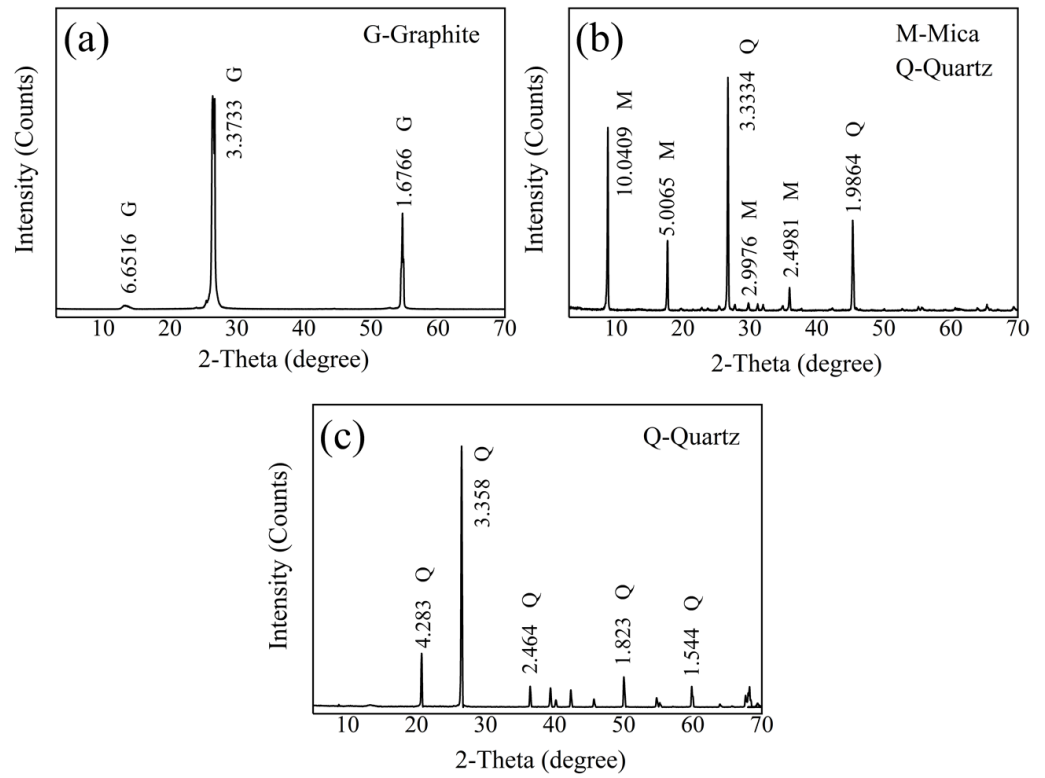 (a)
G-Graphite
Intensity (Counts)
6.6516 G
3.3733 G
1.6766 G
10 20 30 40 50 60 70
2-Theta (degree)
(b)
M-Mica
Q-Quartz
Intensity (Counts)
10.0409 M
5.0065 M
3.3334 Q
2.9976 M
2.4981 M
1.9864 Q
10 20 30 40 50 60 70
2-Theta (degree)
(c)
Q-Quartz
Intensity (Counts)
4.283 Q
3.358 Q
2.464 Q
1.823 Q
1.544 Q
10 20 30 40 50 60 70
2-Theta (degree)